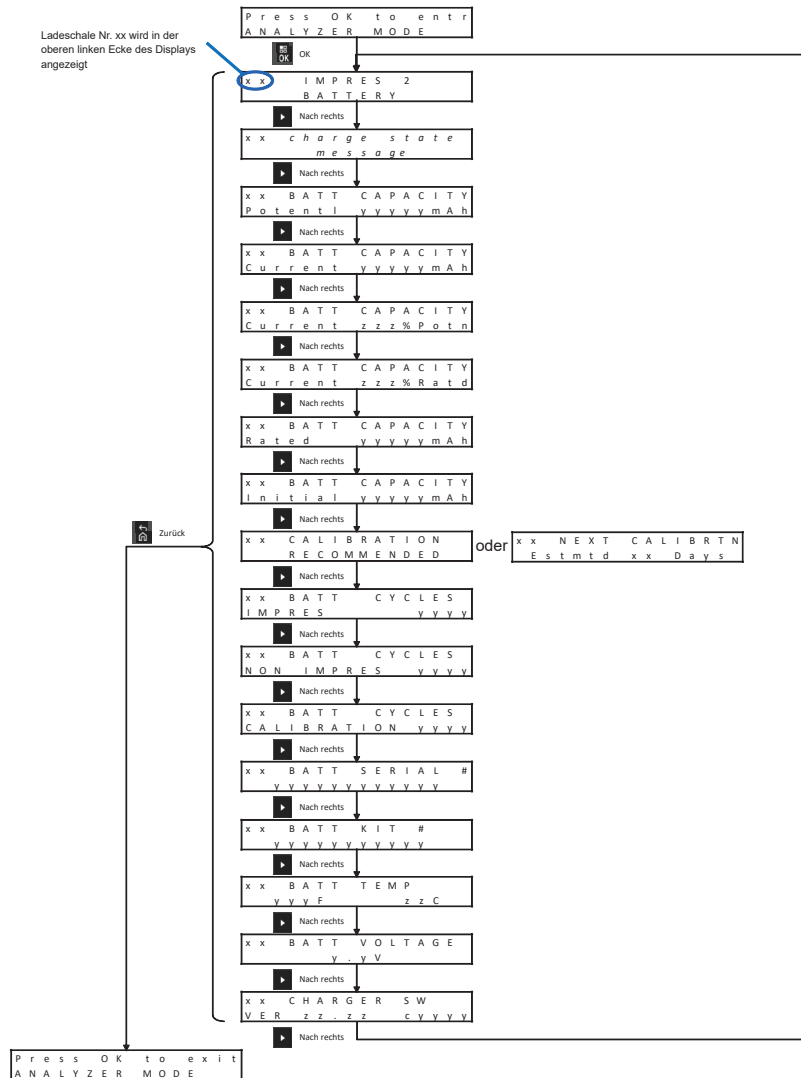 Press OK to entr
ANALYZER MODE
Ladeschale Nr. xx wird in der
oberen linken Ecke des Displays
angezeigt
OK
OK
xx IMPRES 2
BATTERY
Nach rechts
xx charge state
message
Nach rechts
xx BATT CAPACITY
Potentl yyyyymAh
Nach rechts
xx BATT CAPACITY
Current yyyyymAh
Nach rechts
xx BATT CAPACITY
Current zzz%Potn
Nach rechts
xx BATT CAPACITY
Current zzz%Ratd
Nach rechts
xx BATT CAPACITY
Rated yyyyymAh
Nach rechts
xx BATT CAPACITY
Initial yyyyymAh
Nach rechts
Zurück
xx CALIBRATION
RECOMMENDED
oder
xx NEXT CALIBRTN
Estmtd xx Days
Nach rechts
xx BATT CYCLES
IMPRES yyyy
Nach rechts
xx BATT CYCLES
NON IMPRES yyyy
Nach rechts
xx BATT CYCLES
CALIBRATION yyyy
Nach rechts
xx BATT SERIAL #
yyyyyyyyyyyy
Nach rechts
xx BATT KIT #
yyyyyyyyyyy
Nach rechts
xx BATT TEMP
yyyF zzC
Nach rechts
xx BATT VOLTAGE
y.yV
Nach rechts
xx CHARGER SW
VER zz.zz cyyyy
Nach rechts
Press OK to exit
ANALYZER MODE